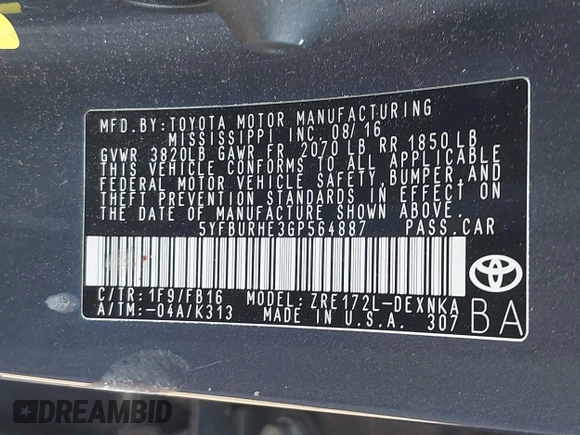 MFD.BY:TOYOTA MOTOR MANUFACTURING
MISSISSIPPI INC.08/16
GVWR 3820LB GAWR FR 2070 LB RR 1850 LB
THIS VEHICLE CONFORMS TO ALL APPLICABLE
FEDERAL MOTOR VEHICLE SAFETY, BUMPER, AND
THEFT PREVENTION STANDARDS IN EFFECT ON
THE DATE OF MANUFACTURE SHOWN ABOVE.
5YFBURHE3GP564887 PASS.CAR
C/TR:1F9/FB16 MODEL:ZRE172L-DEXNKA
A/TM:-04A/K313 MADE IN U.S.A. 307
BA
DREAMBID